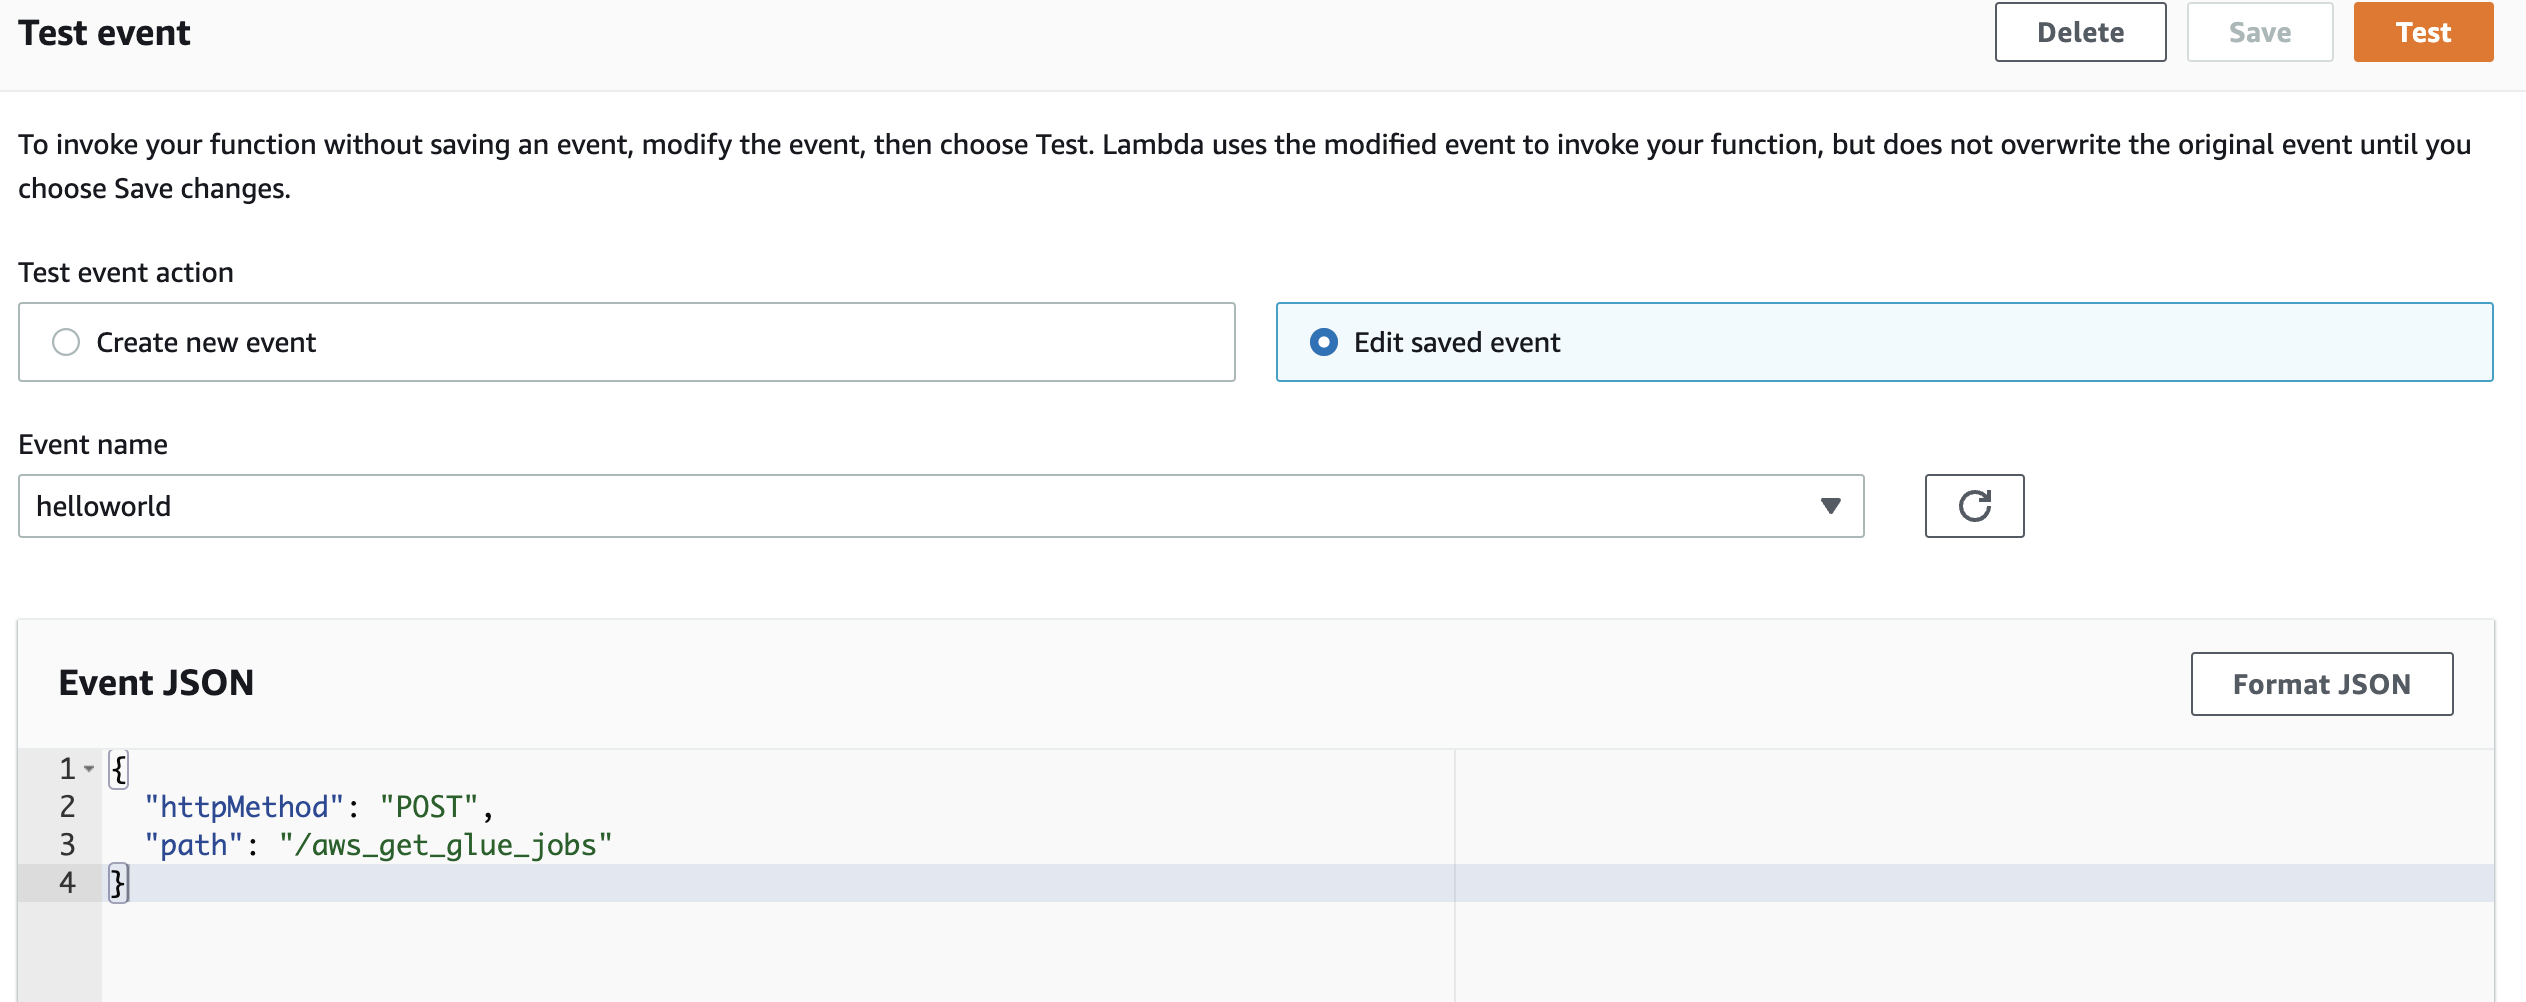 Test event
Delete
Save
Test
To invoke your function without saving an event, modify the event, then choose Test. Lambda uses the modified event to invoke your function, but does not overwrite the original event until you
choose Save changes.
Test event action
Create new event
Edit saved event
Event name
helloworld
Event JSON
Format JSON
1 {
2 "httpMethod": "POST",
3 "path": "/aws_get_glue_jobs"
4 }